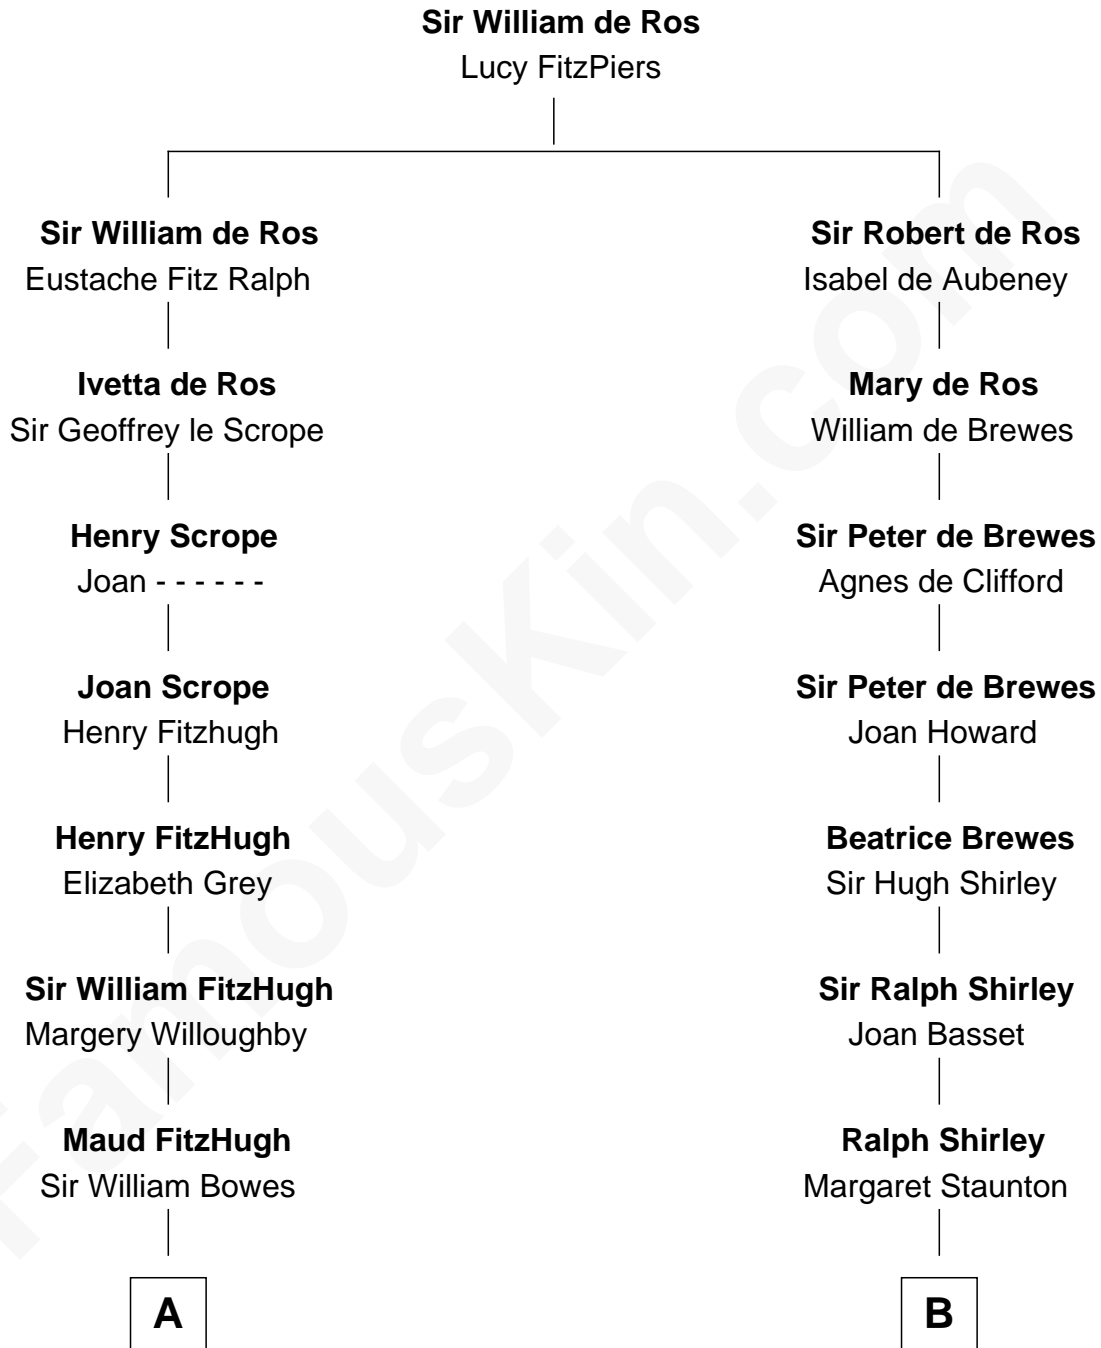 Sir William de Ros
Lucy FitzPiers
Sir William de Ros
Eustache Fitz Ralph
Sir Robert de Ros
Isabel de Aubeney
Ivetta de Ros
Sir Geoffrey le Scrope
Mary de Ros
William de Brewes
Henry Scrope
Joan - - - - - -
Sir Peter de Brewes
Agnes de Clifford
Joan Scrope
Henry Fitzhugh
Sir Peter de Brewes
Joan Howard
Henry FitzHugh
Elizabeth Grey
Beatrice Brewes
Sir Hugh Shirley
Sir William FitzHugh
Margery Willoughby
Sir Ralph Shirley
Joan Basset
Maud FitzHugh
Sir William Bowes
Ralph Shirley
Margaret Staunton
A
B
FamousKin.com